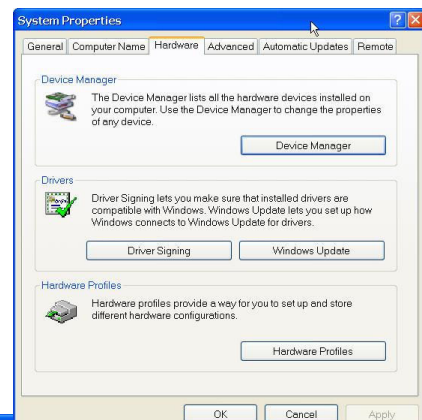 System Properties
General Computer Name Hardware Advanced Automatic Updates Remote
Device Manager
The Device Manager lists all the hardware devices installed on
your computer. Use the Device Manager to change the properties
of any device.
Device Manager
Drivers
Driver Signing lets you make sure that installed drivers are
compatible with Windows. Windows Update lets you set up how
Windows connects to Windows Update for drivers.
Driver Signing Windows Update
Hardware Profiles
Hardware profiles provide a way for you to set up and store
different hardware configurations.
Hardware Profiles
OK Cancel Apply